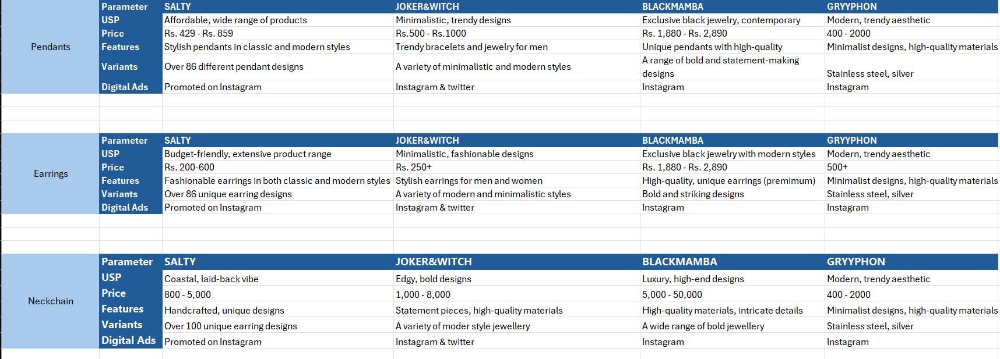 Parameter SALTY JOKER&WITCH BLACKMAMBA GRYYPHON
USP Affordable, wide range of products Minimalistic, trendy designs Exclusive black jewelry, contemporary Modern, trendy aesthetic
Price Rs. 429 - Rs. 859 Rs.500 - Rs.1000 Rs. 1,880 - Rs. 2,890 400 - 2000
Pendants Features Stylish pendants in classic and modern styles Trendy bracelets and jewelry for men Unique pendants with high-quality Minimalist designs, high-quality materials
Variants Over 86 different pendant designs A variety of minimalistic and modern styles A range of bold and statement-making
designs Stainless steel, silver
Digital Ads Promoted on Instagram Instagram & twitter Instagram Instagram
Parameter SALTY JOKER&WITCH BLACKMAMBA GRYYPHON
USP Budget-friendly, extensive product range Minimalistic, fashionable designs Exclusive black jewelry with modern styles Modern, trendy aesthetic
Price Rs. 200-600 Rs. 250+ Rs. 1,880 - Rs. 2,890 500+
Earrings Features Fashionable earrings in both classic and modern styles Stylish earrings for men and women High-quality, unique earrings (premimum) Minimalist designs, high-quality materials
Variants Over 86 unique earring designs A variety of modern and minimalistic styles Bold and striking designs Stainless steel, silver
Digital Ads Promoted on Instagram Instagram & twitter Instagram Instagram
Parameter SALTY JOKER&WITCH BLACKMAMBA GRYYPHON
USP Coastal, laid-back vibe Edgy, bold designs Luxury, high-end designs Modern, trendy aesthetic
Price 800 - 5,000 1,000 - 8,000 5,000 - 50,000 400 - 2000
Neckchain Features Handcrafted, unique designs Statement pieces, high-quality materials High-quality materials, intricate details Minimalist designs, high-quality materials
Variants Over 100 unique earring designs A variety of moder style jewellery A wide range of bold jewellery Stainless steel, silver
Digital Ads Promoted on Instagram Instagram & twitter Instagram Instagram